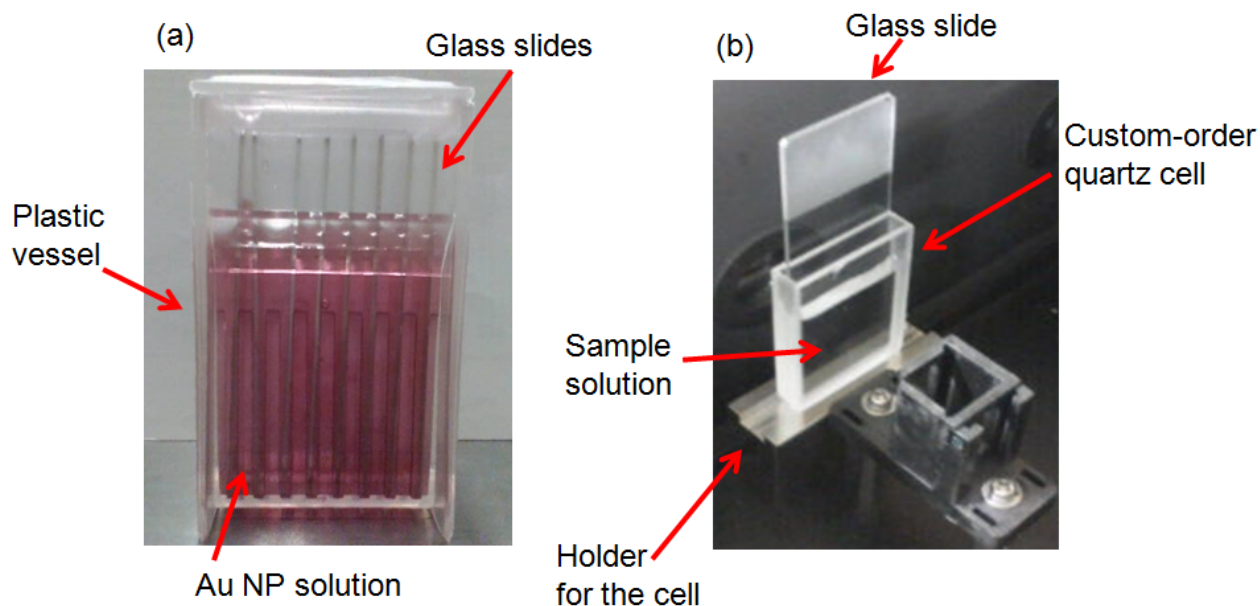 (a)
Glass slides
Plastic
vessel
Au NP solution
(b)
Glass slide
Custom-order
quartz cell
Sample
solution
Holder
for the cell